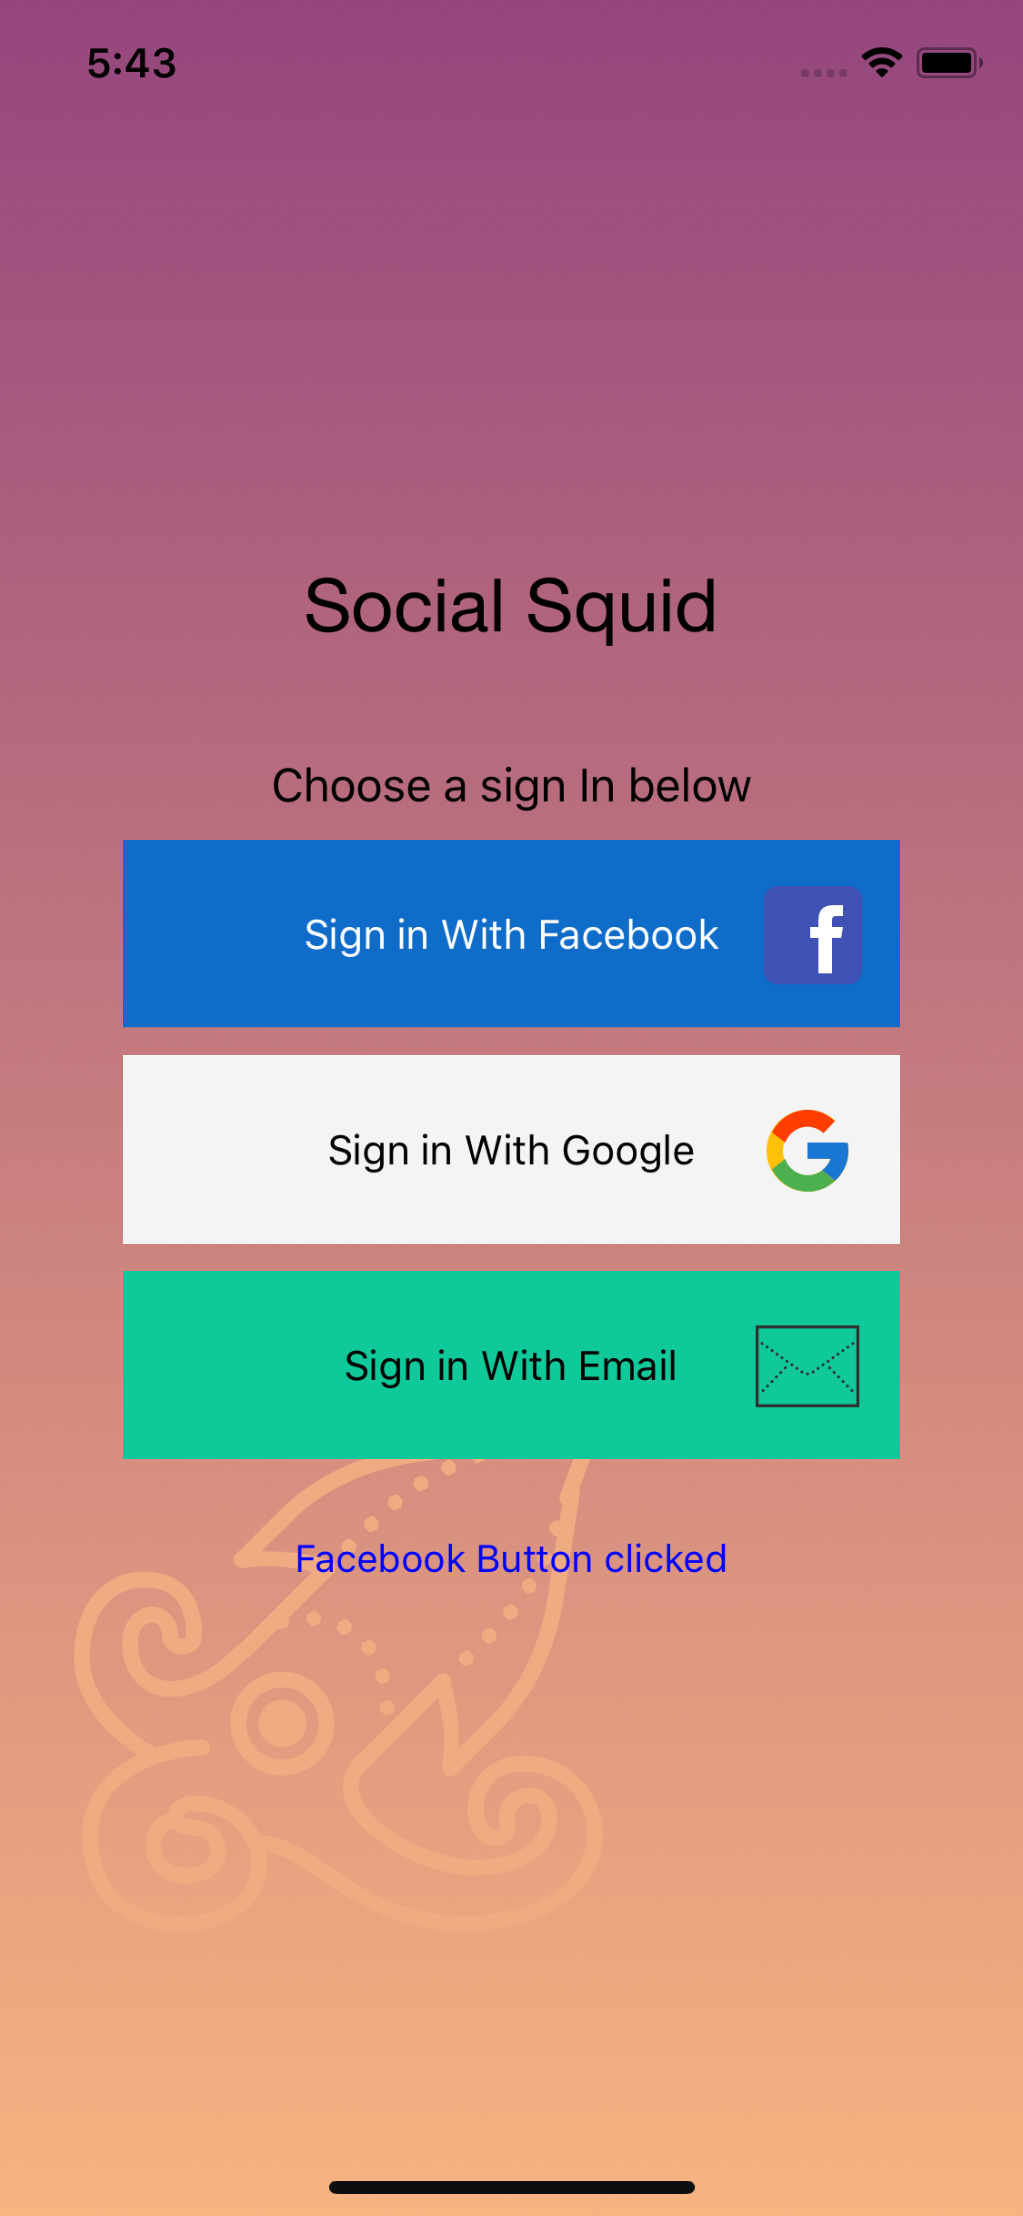 5:43
Social Squid
Choose a sign In below
Sign in With Facebook
Sign in With Google
Sign in With Email
Facebook Button clicked